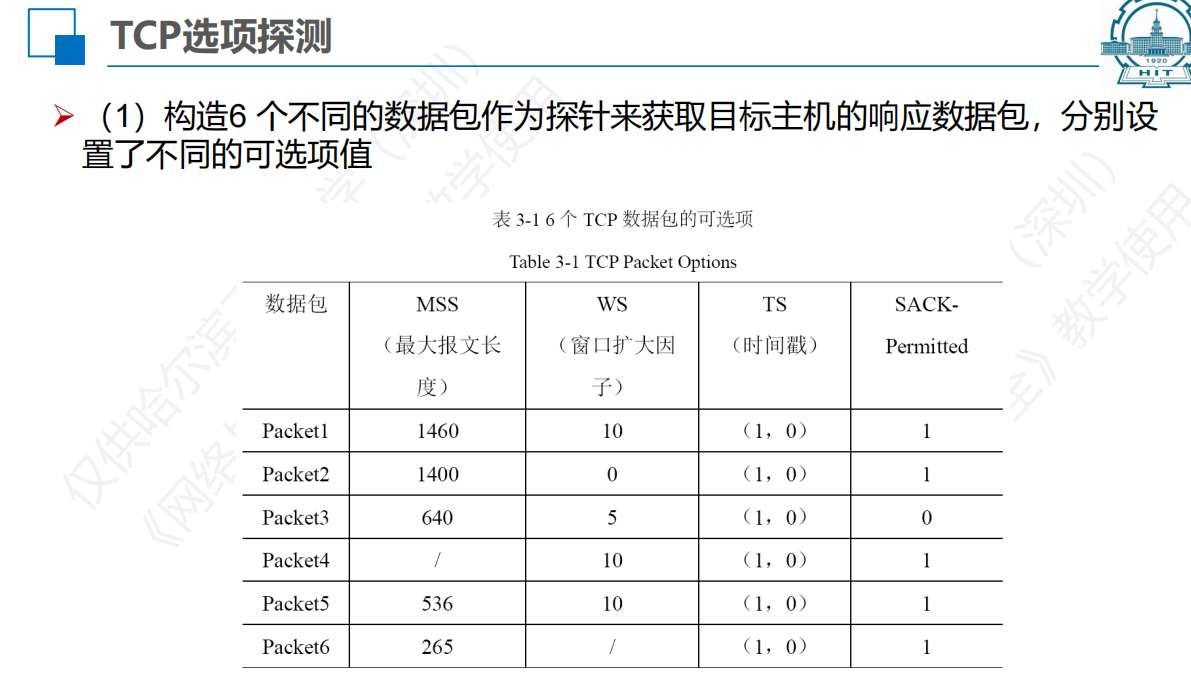 TCP选项探测
1920
HIT
（1）构造6 个不同的数据包作为探针来获取目标主机的响应数据包，分别设
置了不同的可选项值
表 3-1 6 个 TCP 数据包的可选项
Table 3-1 TCP Packet Options
数据包 MSS WS TS SACK-
（最大报文长 （窗口扩大因 （时间戳） Permitted
度） 子）
Packet1 1460 10 （1，0） 1
Packet2 1400 0 （1，0） 1
Packet3 640 5 （1，0） 0
Packet4 / 10 （1，0） 1
Packet5 536 10 （1，0） 1
Packet6 265 / （1，0） 1
仅供哈尔滨
《网络
学（深圳）
教学使用
（深圳）
全》教学使用